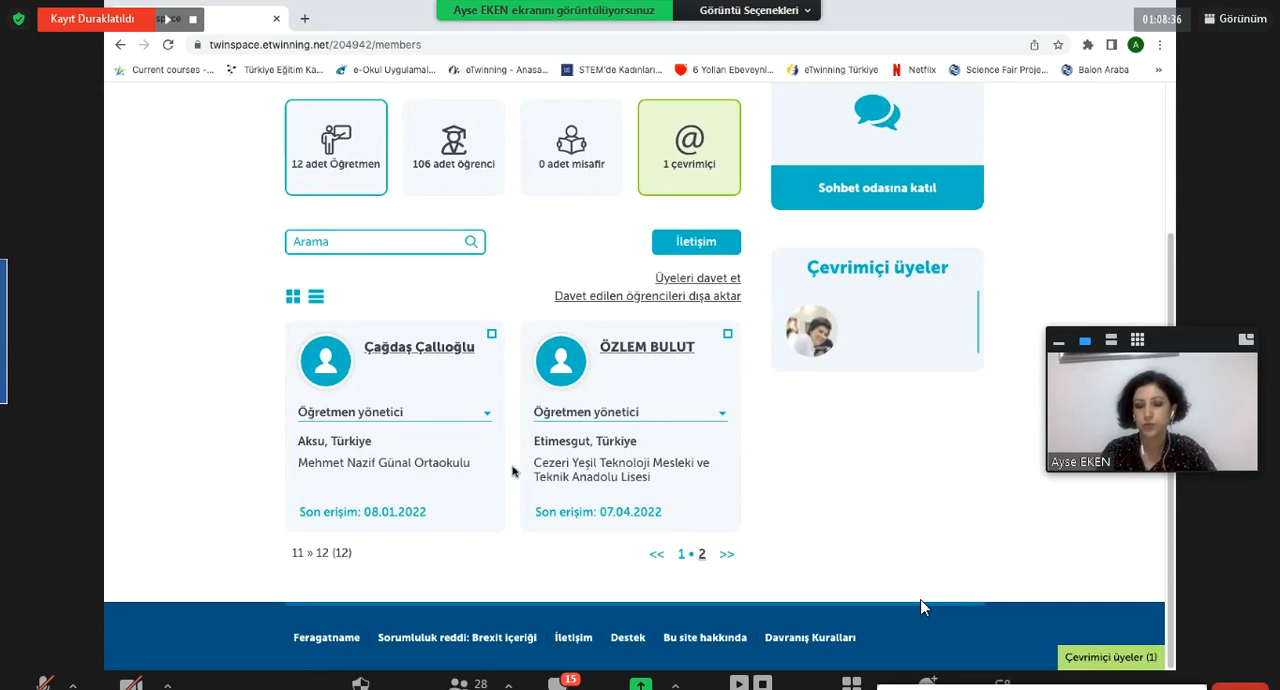 Kayıt Duraklatıldı
Ayse EKEN ekranını görüntülüyorsunuz
Görüntü Seçenekleri
01:08:36
Görünüm
twinspace.etwinning.net/204942/members
A
Current courses -...
Türkiye Eğitim Ka...
e-Okul Uygulamal...
eTwinning - Anasa...
STEM'de Kadınları...
6 Yolları Ebeveynl...
eTwinning Türkiye
Netflix
Science Fair Proje...
Balon Araba
»
12 adet Öğretmen
106 adet öğrenci
0 adet misafir
@
1 çevrimiçi
Sohbet odasına katıl
Arama
İletişim
Çevrimiçi üyeler
Üyeleri davet et
Davet edilen öğrencileri dışa aktar
Çağdaş Çallıoğlu
ÖZLEM BULUT
Öğretmen yönetici
Öğretmen yönetici
Aksu, Türkiye
Etimesgut, Türkiye
Mehmet Nazif Günal Ortaokulu
Cezeri Yeşil Teknoloji Mesleki ve
Teknik Anadolu Lisesi
Ayse EKEN
Son erişim: 08.01.2022
Son erişim: 07.04.2022
11 » 12 (12)
<< 1 • 2 >>
Feragatname
Sorumluluk reddi: Brexit içeriği
İletişim
Destek
Bu site hakkında
Davranış Kuralları
Çevrimiçi üyeler (1)
28
15